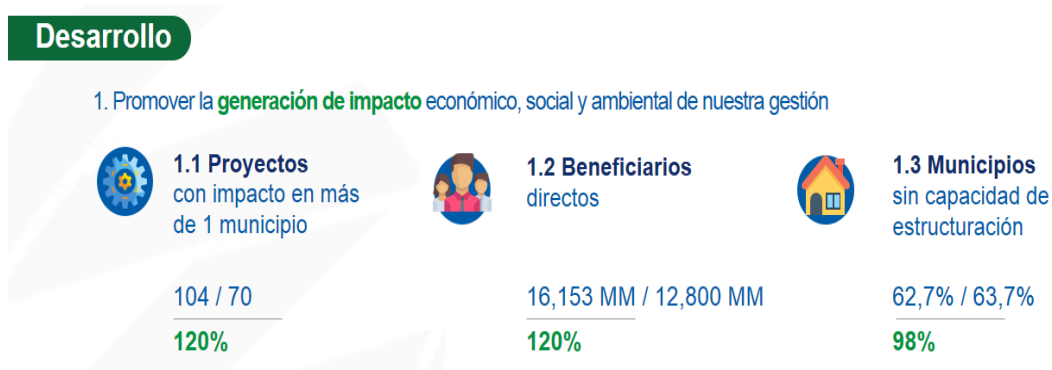 Desarrollo
1. Promover la generación de impacto económico, social y ambiental de nuestra gestión
1.1 Proyectos
con impacto en más
de 1 municipio
104 / 70
120%
1.2 Beneficiarios
directos
16,153 MM / 12,800 MM
120%
1.3 Municipios
sin capacidad de
estructuración
62,7% / 63,7%
98%